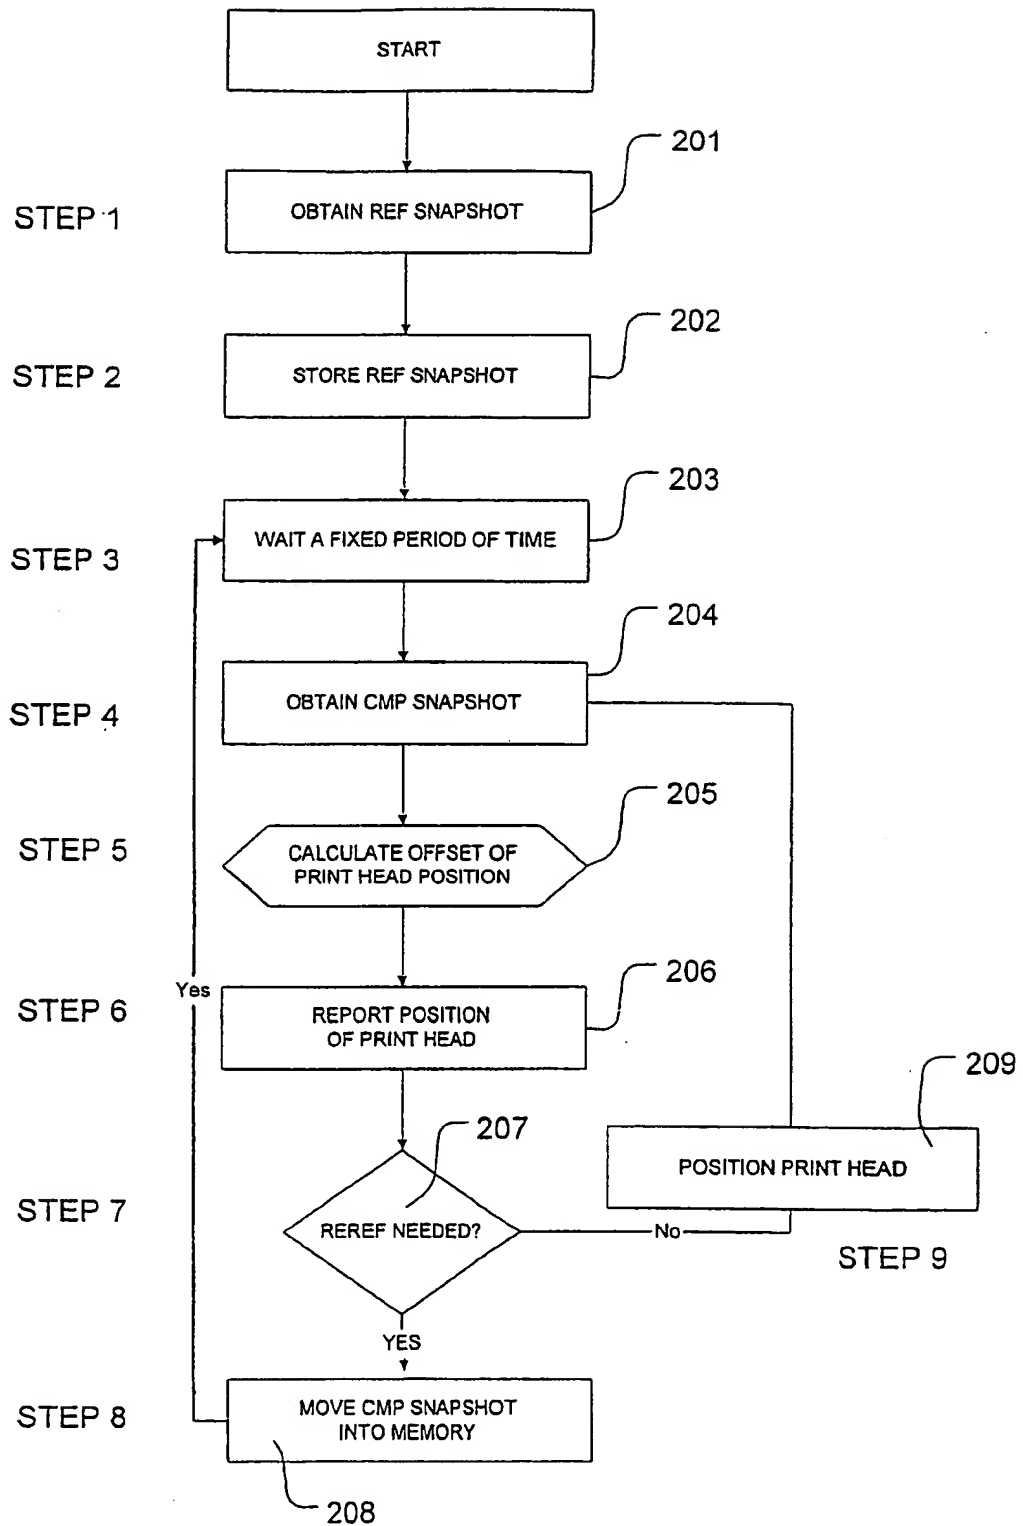 START
201
STEP 1
OBTAIN REF SNAPSHOT
202
STEP 2
STORE REF SNAPSHOT
203
STEP 3
WAIT A FIXED PERIOD OF TIME
204
STEP 4
OBTAIN CMP SNAPSHOT
205
STEP 5
CALCULATE OFFSET OF
PRINT HEAD POSITION
206
Yes
STEP 6
REPORT POSITION
OF PRINT HEAD
209
207
POSITION PRINT HEAD
STEP 7
REREF NEEDED?
No
STEP 9
YES
STEP 8
MOVE CMP SNAPSHOT
INTO MEMORY
208